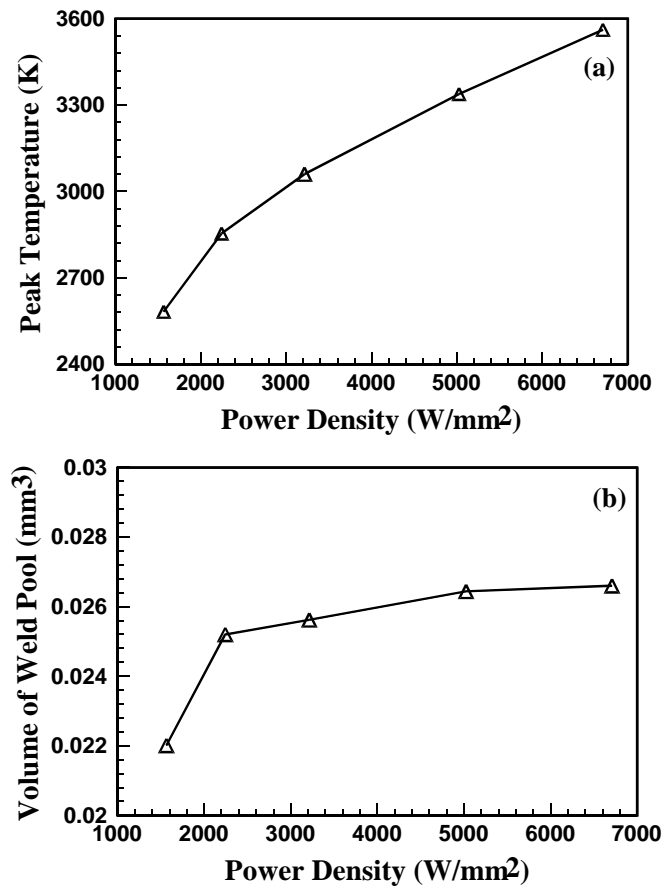 3600
(a)
3300
3000
2700
2400
Peak Temperature (K)
1000 2000 3000 4000 5000 6000 7000
Power Density (W/mm2)
0.03
(b)
0.028
0.026
0.024
0.022
0.02
Volume of Weld Pool (mm3)
1000 2000 3000 4000 5000 6000 7000
Power Density (W/mm2)